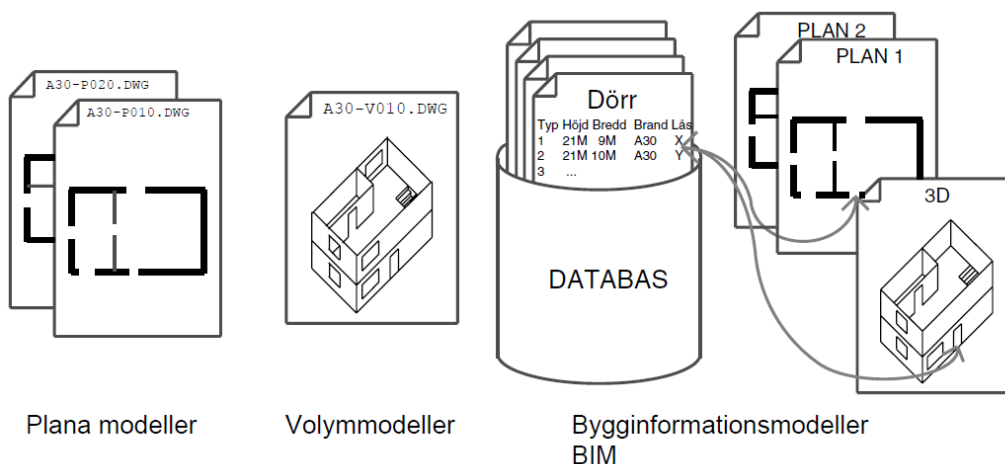 A30-P020.DWG
A30-P010.DWG
Plana modeller
A30-V010.DWG
Volymmodeller
Dörr
Typ Höjd Bredd Brand Lås
1 21M 9M A30 X
2 21M 10M A30 Y
3 ...
DATABAS
PLAN 2
PLAN 1
3D
Bygginformationsmodeller
BIM